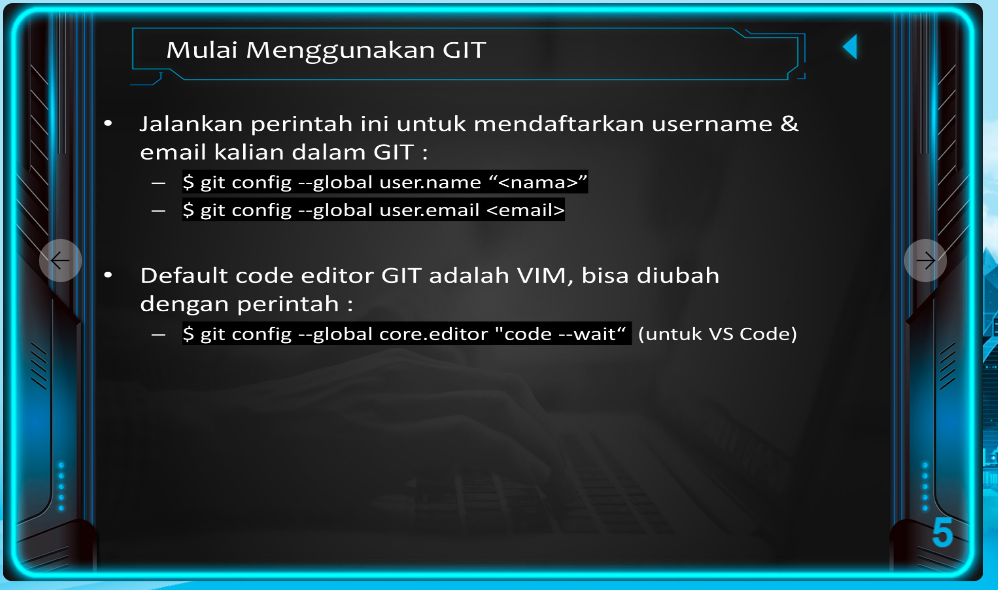 Mulai Menggunakan GIT
• Jalankan perintah ini untuk mendaftarkan username &
email kalian dalam GIT :
– $ git config --global user.name “<nama>”
– $ git config --global user.email <email>
• Default code editor GIT adalah VIM, bisa diubah
dengan perintah :
– $ git config --global core.editor "code --wait“ (untuk VS Code)
5